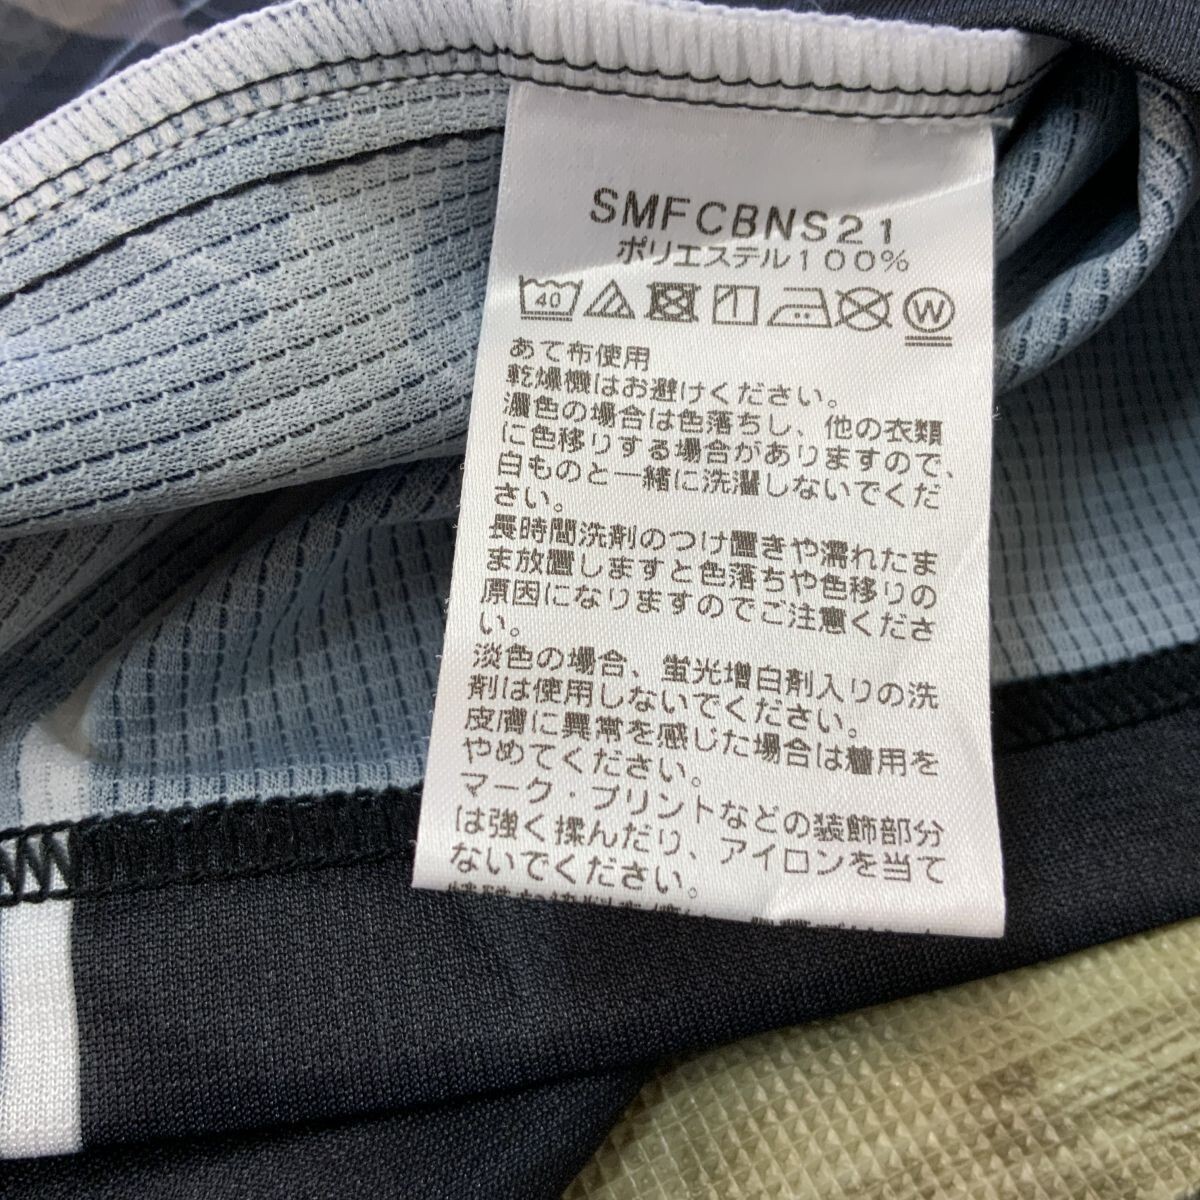 SMFCBNS21
ポリエステル100%
40 W
あて布使用
乾燥機はお避けください。
濃色の場合は色落ちし、他の衣類
に色移りする場合がありますので、
白ものと一緒に洗濯しないでくだ
さい。
長時間洗剤のつけ置きや濡れたま
ま放置しますと色落ちや色移りの
原因になりますのでご注意くださ
い。
淡色の場合、蛍光増白剤入りの洗
剤は使用しないでください。
皮膚に異常を感じた場合は着用を
やめてください。
マーク・プリントなどの装飾部分
は強く揉んだり、アイロンを当て
ないでください。